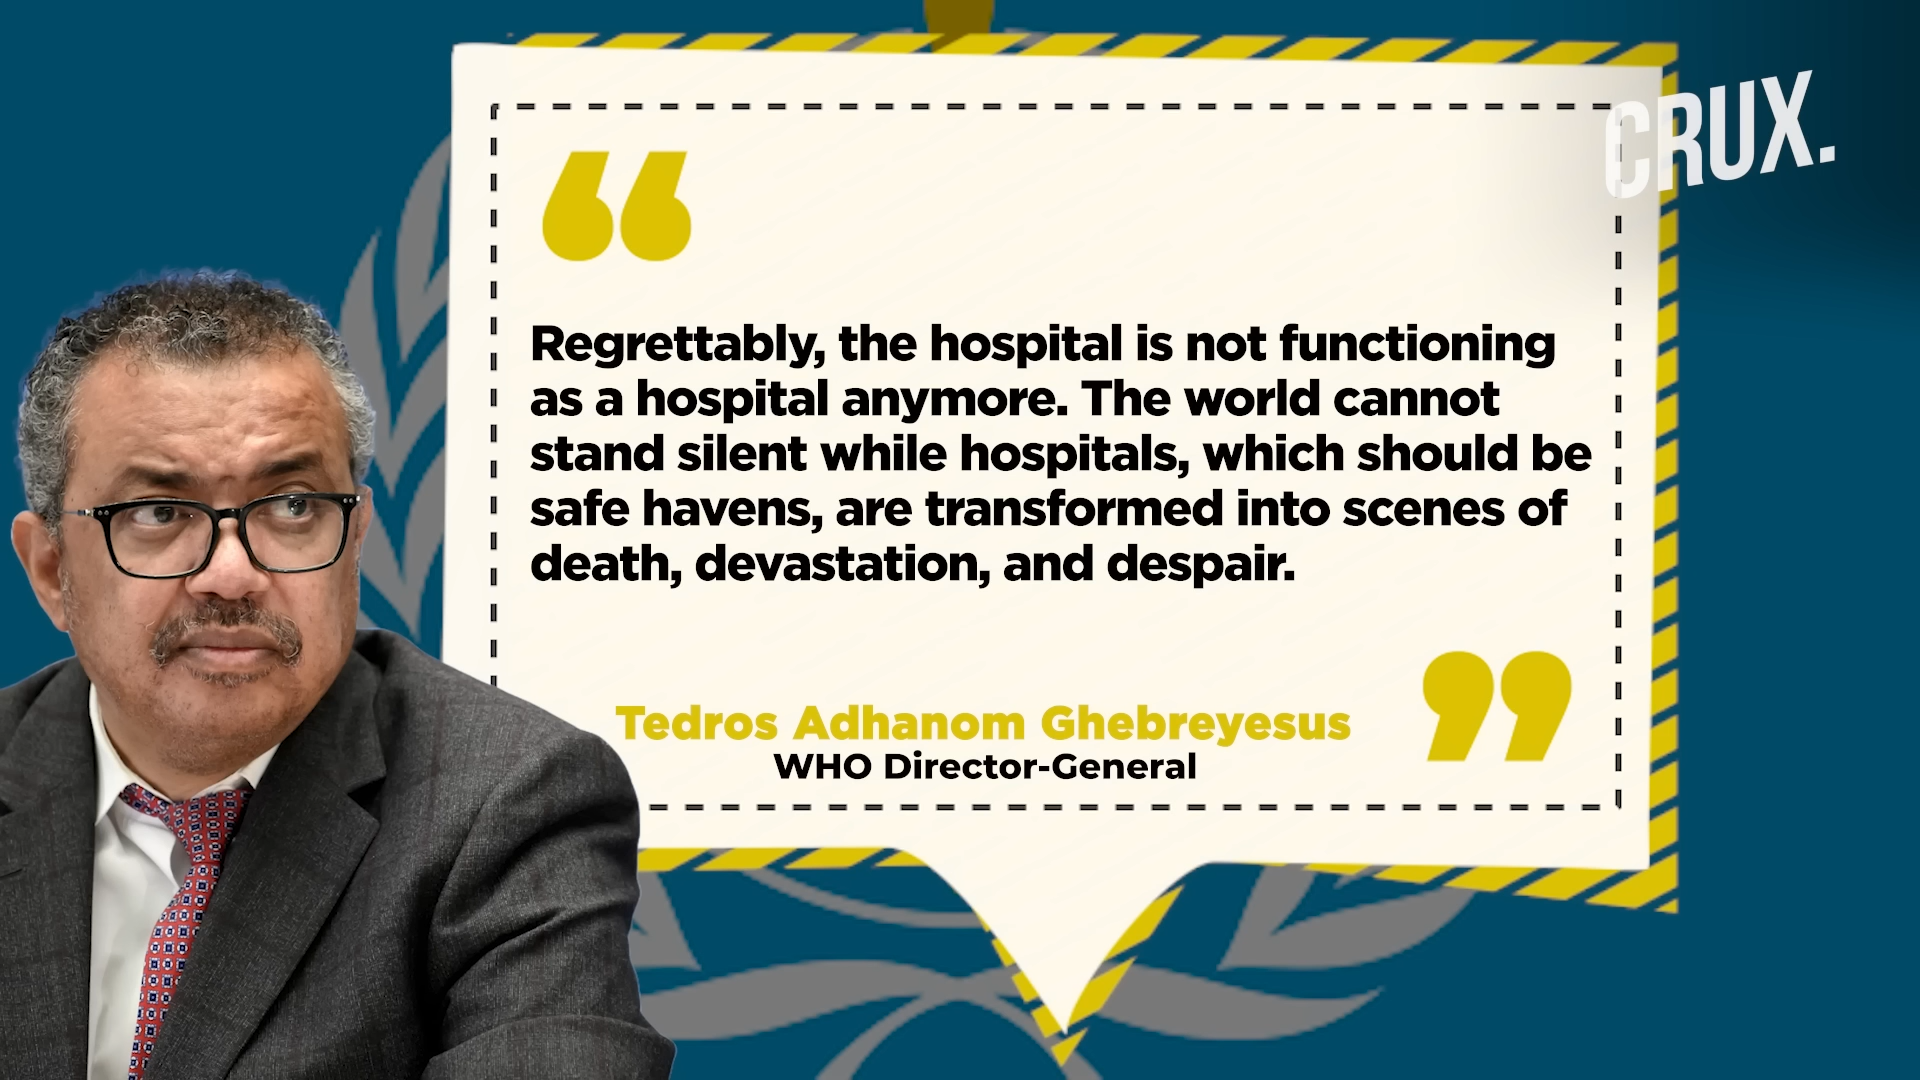 CRUX.
“
Regrettably, the hospital is not functioning
as a hospital anymore. The world cannot
stand silent while hospitals, which should be
safe havens, are transformed into scenes of
death, devastation, and despair.
”
Tedros Adhanom Ghebreyesus
WHO Director-General